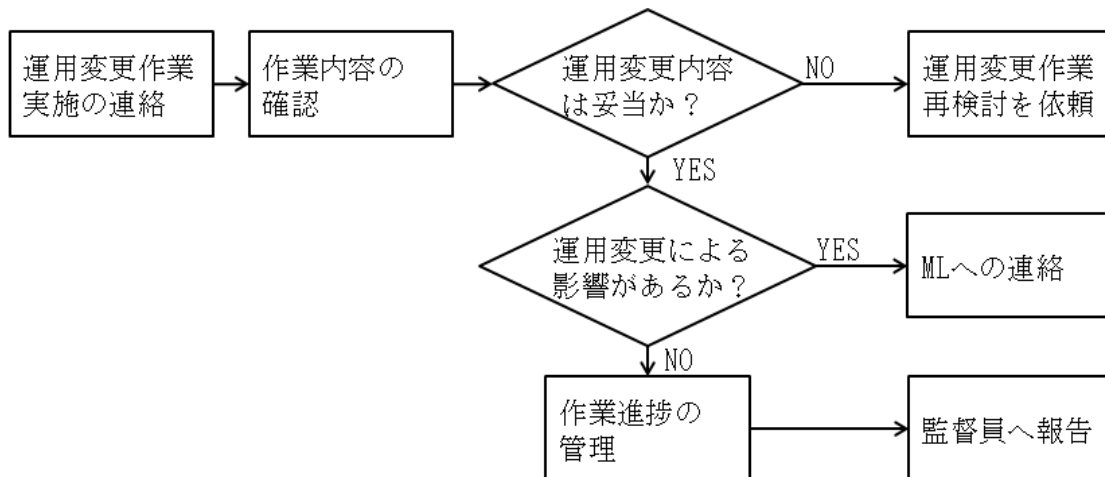 運用変更作業
実施の連絡
作業内容の
確認
運用変更内容
は妥当か？
NO
運用変更作業
再検討を依頼
YES
運用変更による
影響があるか？
YES
MLへの連絡
NO
作業進捗の
管理
監督員へ報告